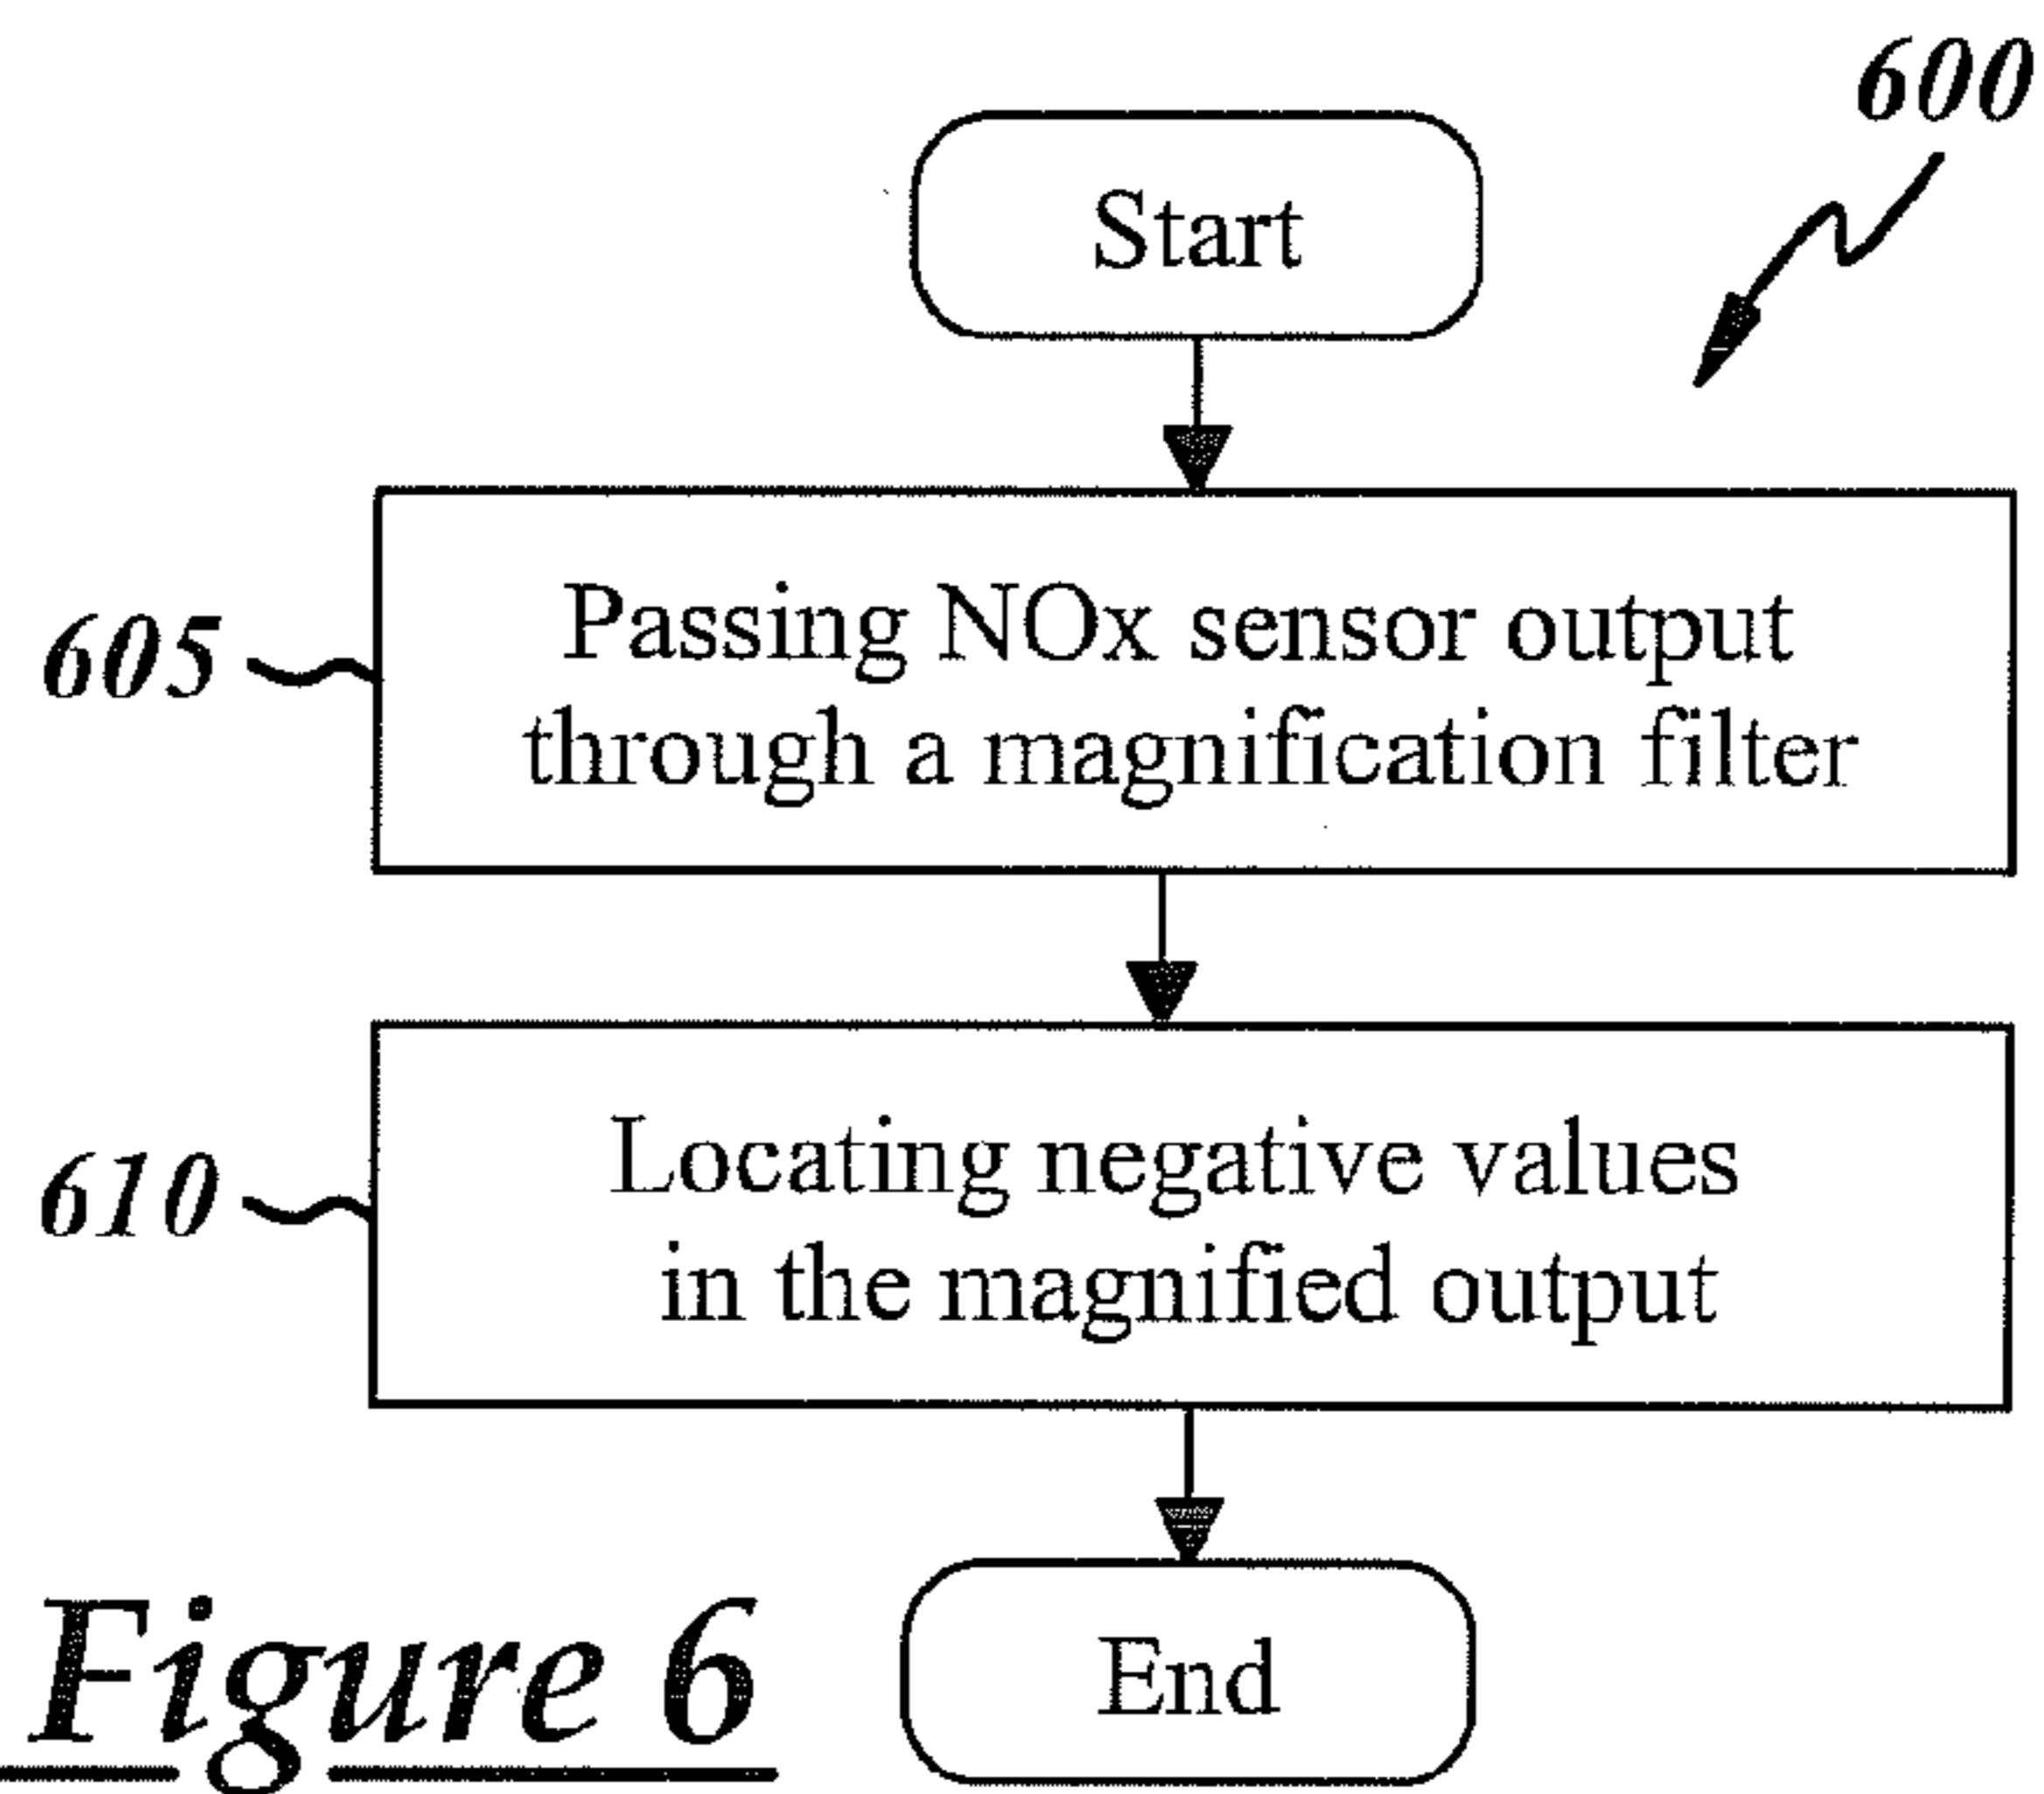 600
Start
605
Passing NOx sensor output
through a magnification filter
610
Locating negative values
in the magnified output
End
Figure 6